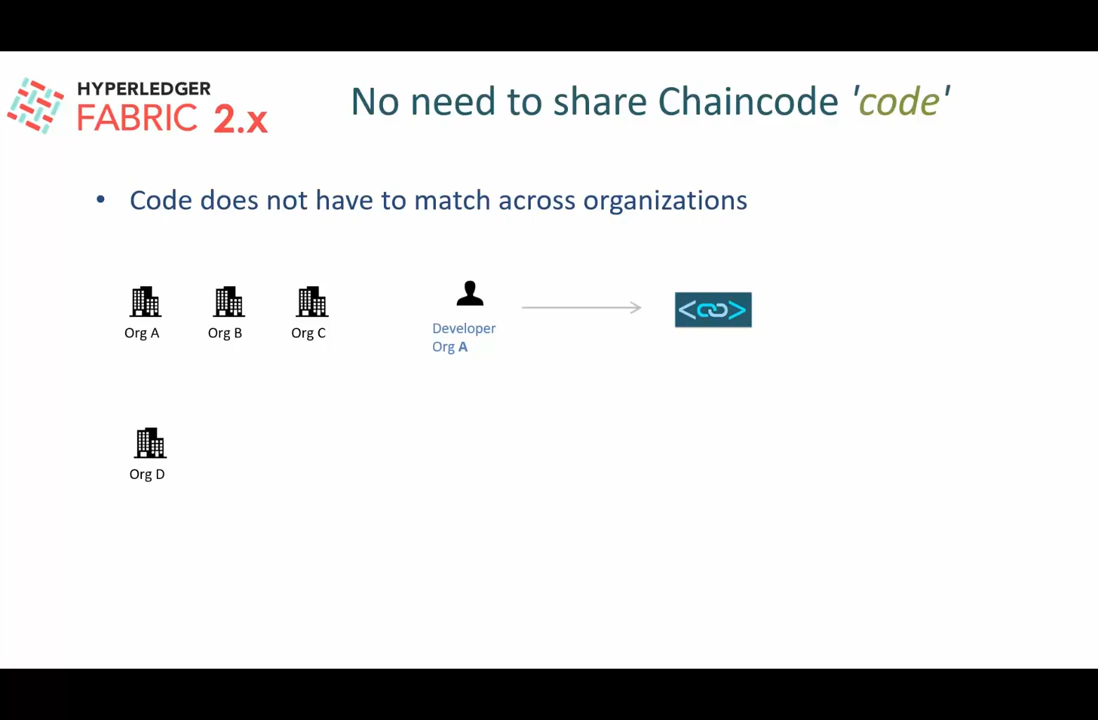 HYPERLEDGER
FABRIC 2.x
No need to share Chaincode 'code'
• Code does not have to match across organizations
Org A
Org B
Org C
Developer
Org A
Org D